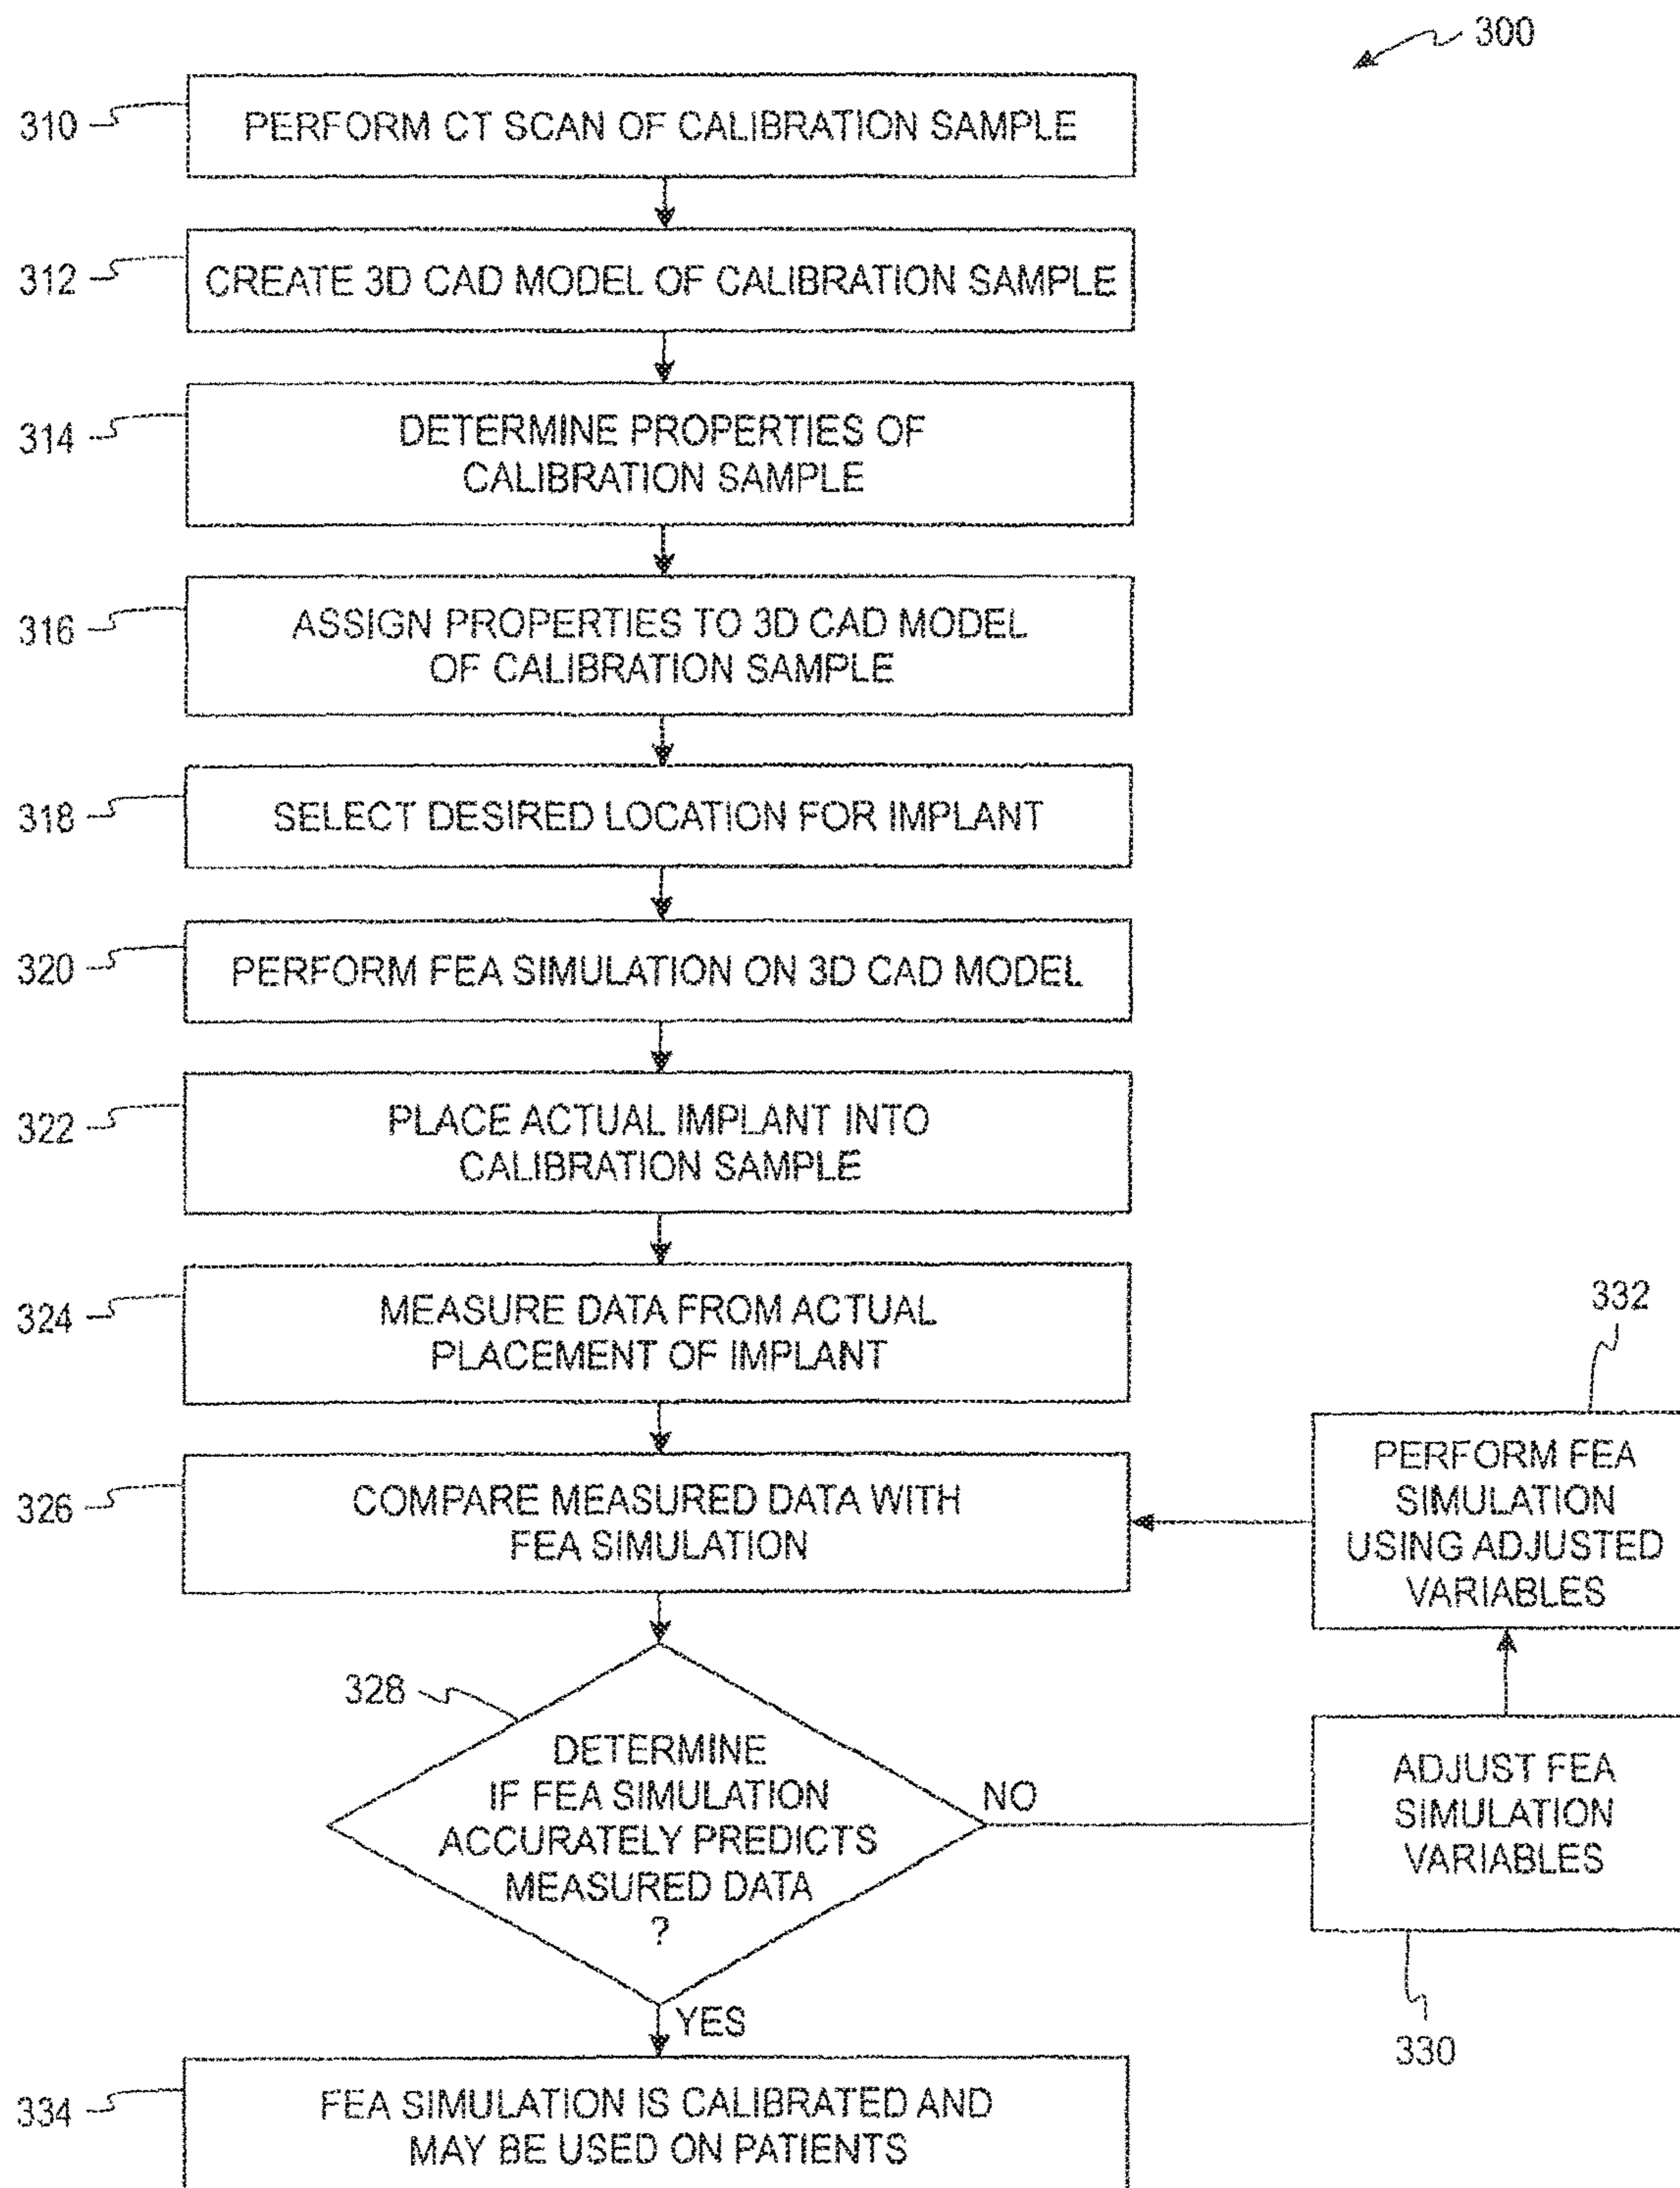 300
310
PERFORM CT SCAN OF CALIBRATION SAMPLE
312
CREATE 3D CAD MODEL OF CALIBRATION SAMPLE
314
DETERMINE PROPERTIES OF
CALIBRATION SAMPLE
316
ASSIGN PROPERTIES TO 3D CAD MODEL
OF CALIBRATION SAMPLE
318
SELECT DESIRED LOCATION FOR IMPLANT
320
PERFORM FEA SIMULATION ON 3D CAD MODEL
322
PLACE ACTUAL IMPLANT INTO
CALIBRATION SAMPLE
324
MEASURE DATA FROM ACTUAL
PLACEMENT OF IMPLANT
326
COMPARE MEASURED DATA WITH
FEA SIMULATION
328
DETERMINE
IF FEA SIMULATION
ACCURATELY PREDICTS
MEASURED DATA
?
NO
332
PERFORM FEA
SIMULATION
USING ADJUSTED
VARIABLES
ADJUST FEA
SIMULATION
VARIABLES
330
YES
334
FEA SIMULATION IS CALIBRATED AND
MAY BE USED ON PATIENTS